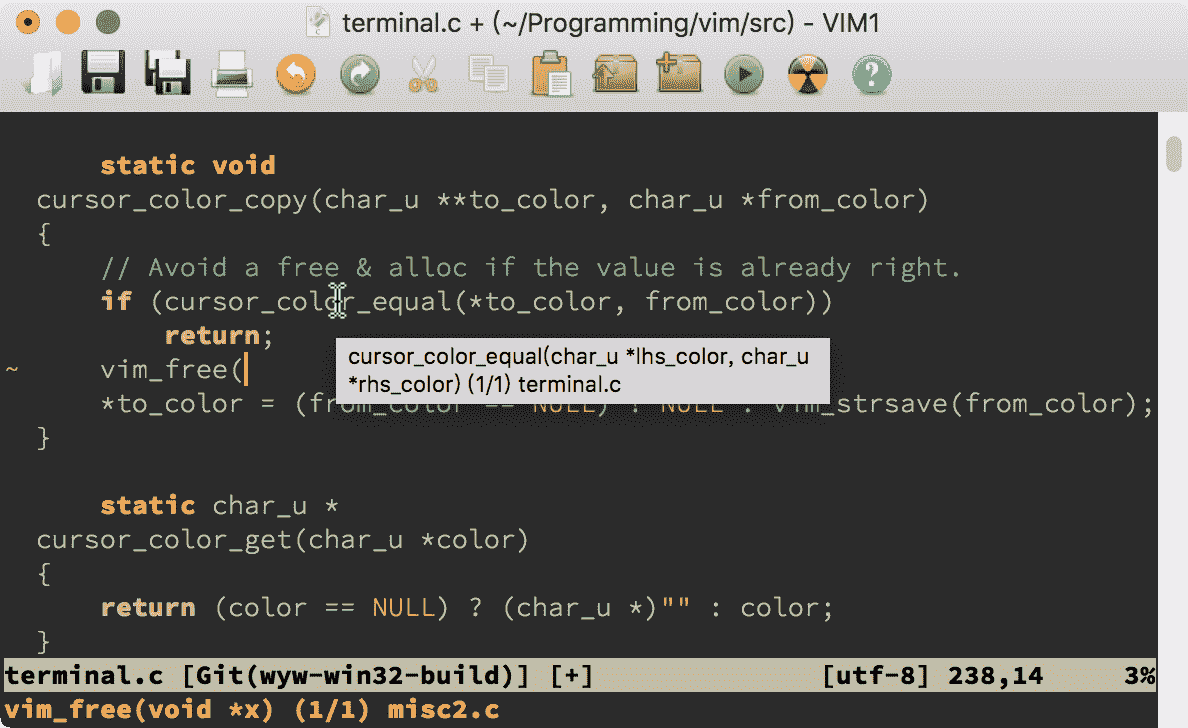 terminal.c + (~/Programming/vim/src) - VIM1
static void
cursor_color_copy(char_u **to_color, char_u *from_color)
{
// Avoid a free & alloc if the value is already right.
if (cursor_color_equal(*to_color, from_color))
return;
~ vim_free(
cursor_color_equal(char_u *lhs_color, char_u
*rhs_color) (1/1) terminal.c
*to_color = (from_color == NULL) ? NULL : vim_strsave(from_color);
}
static char_u *
cursor_color_get(char_u *color)
{
return (color == NULL) ? (char_u *)"" : color;
}
terminal.c [Git(wyw-win32-build)] [+] [utf-8] 238,14 3%
vim_free(void *x) (1/1) misc2.c